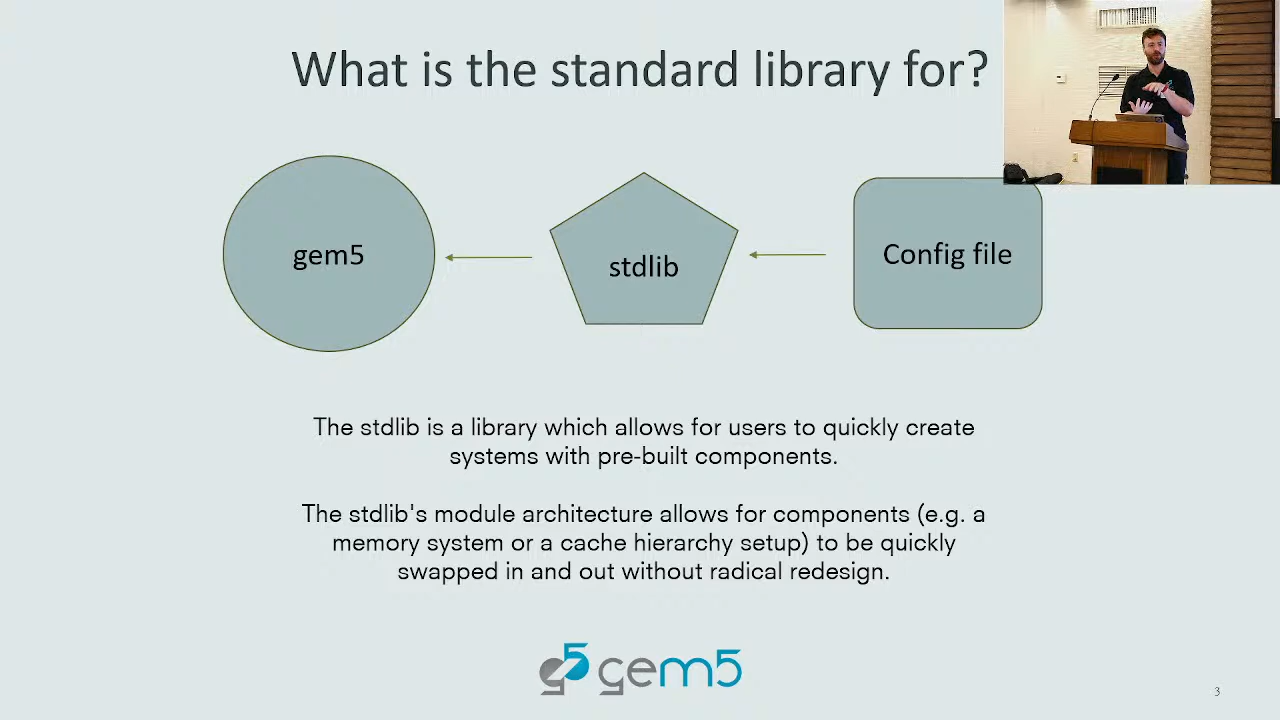 What is the standard library for?
gem5
stdlib
Config file
The stdlib is a library which allows for users to quickly create
systems with pre-built components.
The stdlib's module architecture allows for components (e.g. a
memory system or a cache hierarchy setup) to be quickly
swapped in and out without radical redesign.
g5 gem5
3